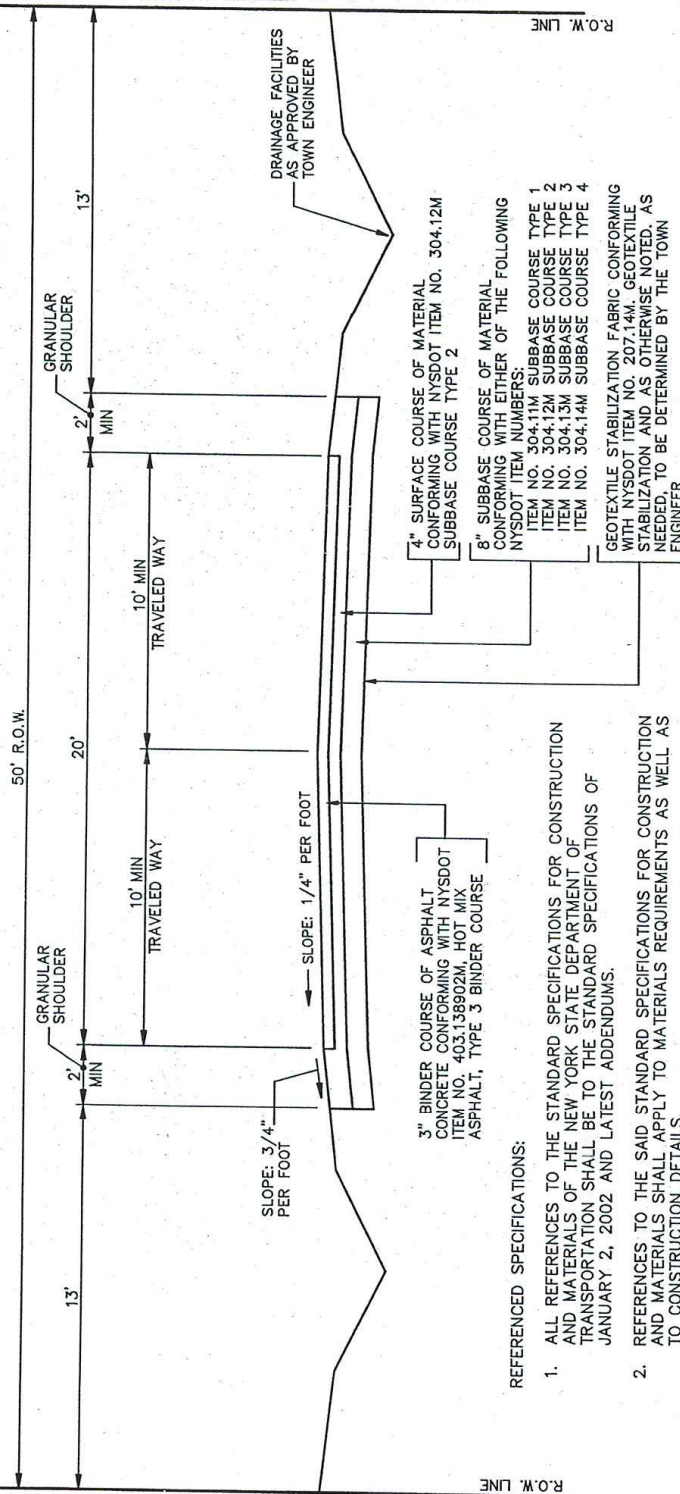 50' R.O.W.
13'
GRANULAR
SHOULDER
2'
MIN
20'
GRANULAR
SHOULDER
2'
MIN
13'
10' MIN
TRAVELED WAY
10' MIN
TRAVELED WAY
SLOPE: 3/4"
PER FOOT
SLOPE: 1/4" PER FOOT
DRAINAGE FACILITIES
AS APPROVED BY
TOWN ENGINEER
R.O.W. LINE
R.O.W. LINE
3" BINDER COURSE OF ASPHALT
CONCRETE CONFORMING WITH NYSDOT
ITEM NO. 403.138902M, HOT MIX
ASPHALT, TYPE 3 BINDER COURSE
4" SURFACE COURSE OF MATERIAL
CONFORMING WITH NYSDOT ITEM NO. 304.12M
SUBBASE COURSE TYPE 2
8" SUBBASE COURSE OF MATERIAL
CONFORMING WITH EITHER OF THE FOLLOWING
NYSDOT ITEM NUMBERS:
ITEM NO. 304.11M SUBBASE COURSE TYPE 1
ITEM NO. 304.12M SUBBASE COURSE TYPE 2
ITEM NO. 304.13M SUBBASE COURSE TYPE 3
ITEM NO. 304.14M SUBBASE COURSE TYPE 4
GEOTEXTILE STABILIZATION FABRIC CONFORMING
WITH NYSDOT ITEM NO. 207.14M. GEOTEXTILE
STABILIZATION AND AS OTHERWISE NOTED. AS
NEEDED, TO BE DETERMINED BY THE TOWN
ENGINEER
REFERENCED SPECIFICATIONS:
1. ALL REFERENCES TO THE STANDARD SPECIFICATIONS FOR CONSTRUCTION
AND MATERIALS OF THE NEW YORK STATE DEPARTMENT OF
TRANSPORTATION SHALL BE TO THE STANDARD SPECIFICATIONS OF
JANUARY 2, 2002 AND LATEST ADDENDUMS.
2. REFERENCES TO THE SAID STANDARD SPECIFICATIONS FOR CONSTRUCTION
AND MATERIALS SHALL APPLY TO MATERIALS REQUIREMENTS AS WELL AS
TO CONSTRUCTION DETAILS.